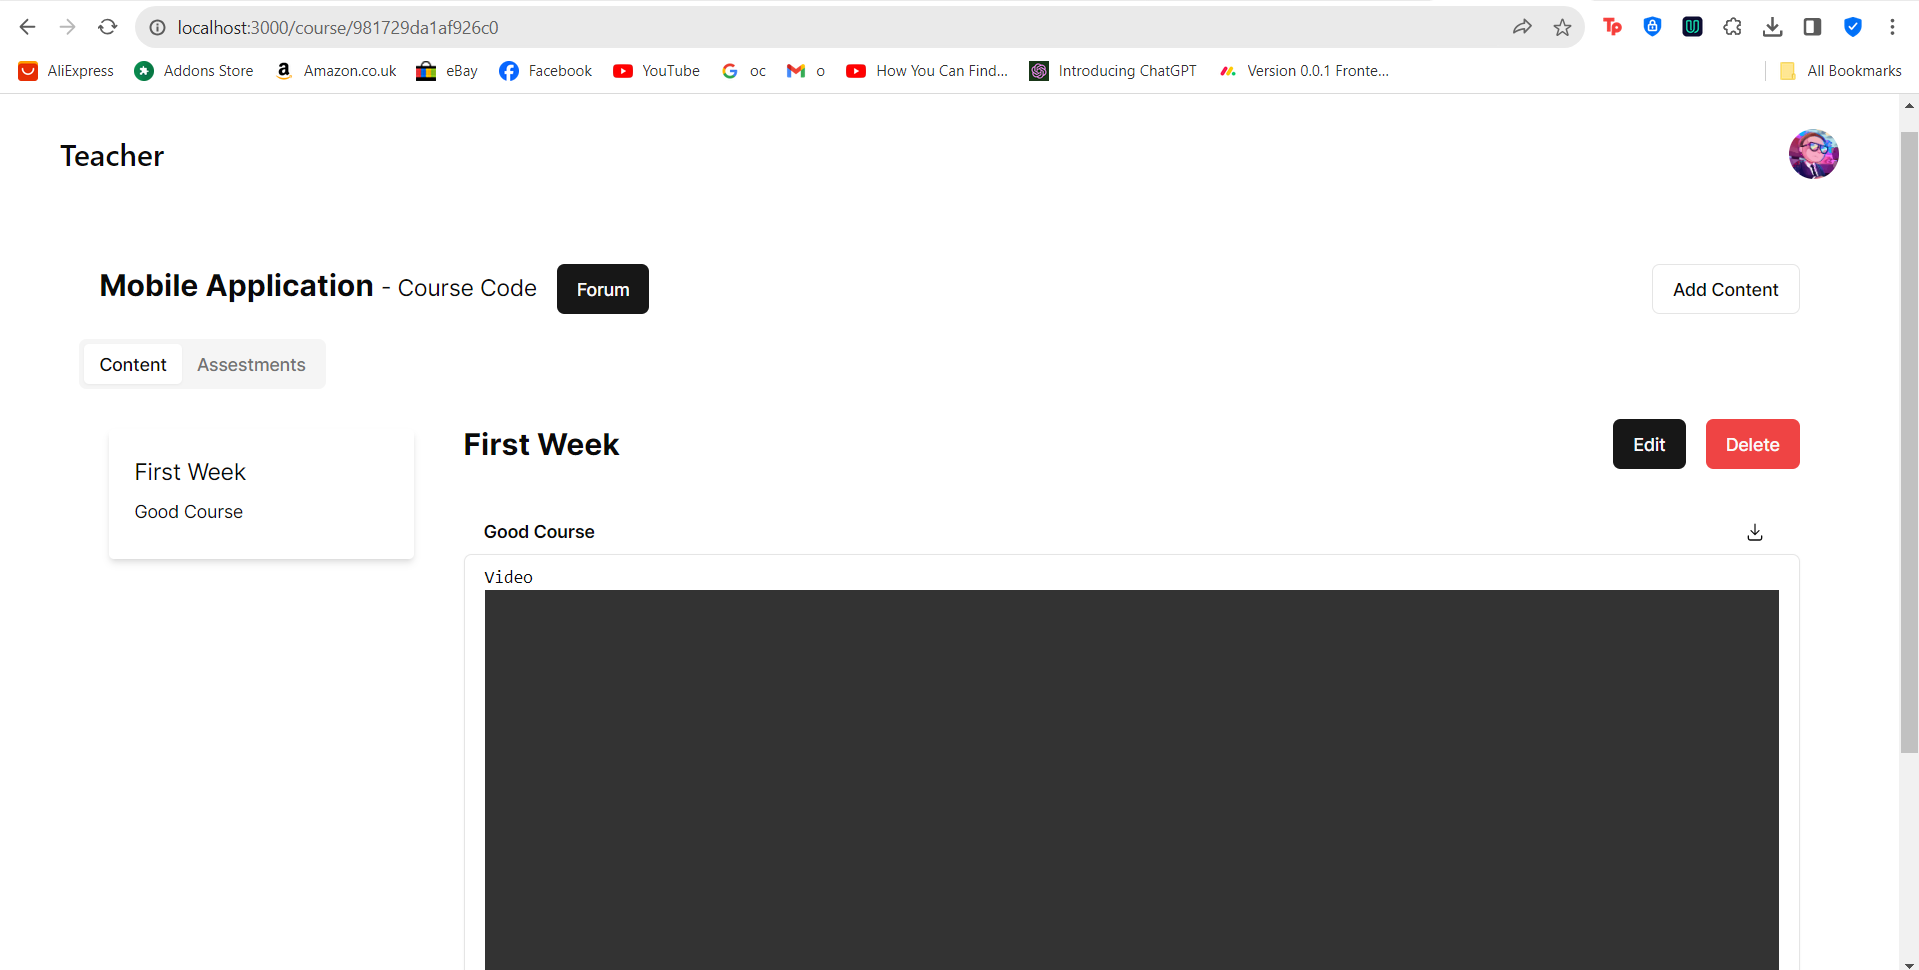 localhost:3000/course/981729da1af926c0
AliExpress Addons Store Amazon.co.uk eBay Facebook YouTube oc o How You Can Find... Introducing ChatGPT Version 0.0.1 Fronte... All Bookmarks
Teacher
Mobile Application - Course Code Forum Add Content
Content Assestments
First Week Edit Delete
First Week
Good Course
Good Course
Video